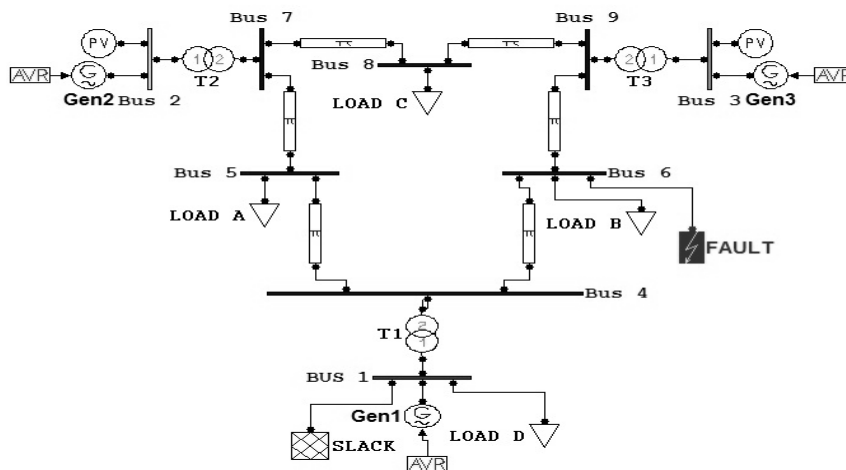 Bus 7
Bus 9
PV
1 2
T2
π
Bus 8
π
2 1
T3
PV
AVR
G
Gen2
Bus 2
LOAD C
Bus 3
G
Gen3
AVR
π
π
Bus 5
Bus 6
LOAD A
π
π
LOAD B
FAULT
Bus 4
T1
2
1
BUS 1
Gen1
G
SLACK
LOAD D
AVR